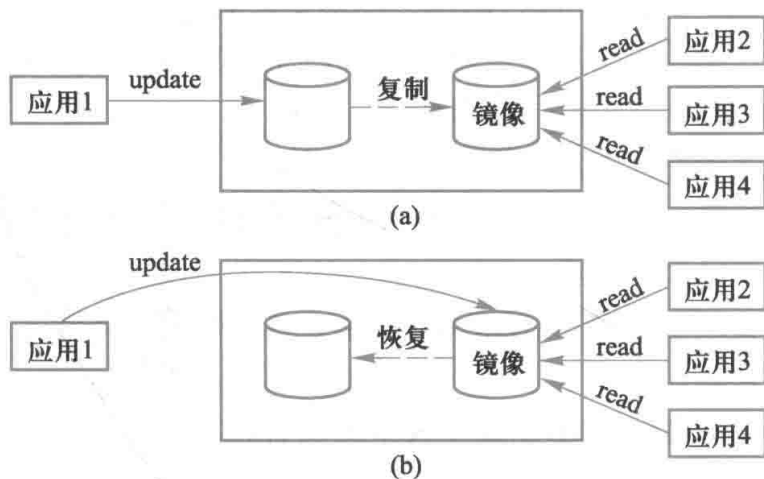 应用1
update
复制
镜像
read
read
read
应用2
应用3
应用4
(a)
update
应用1
恢复
镜像
read
read
read
应用2
应用3
应用4
(b)